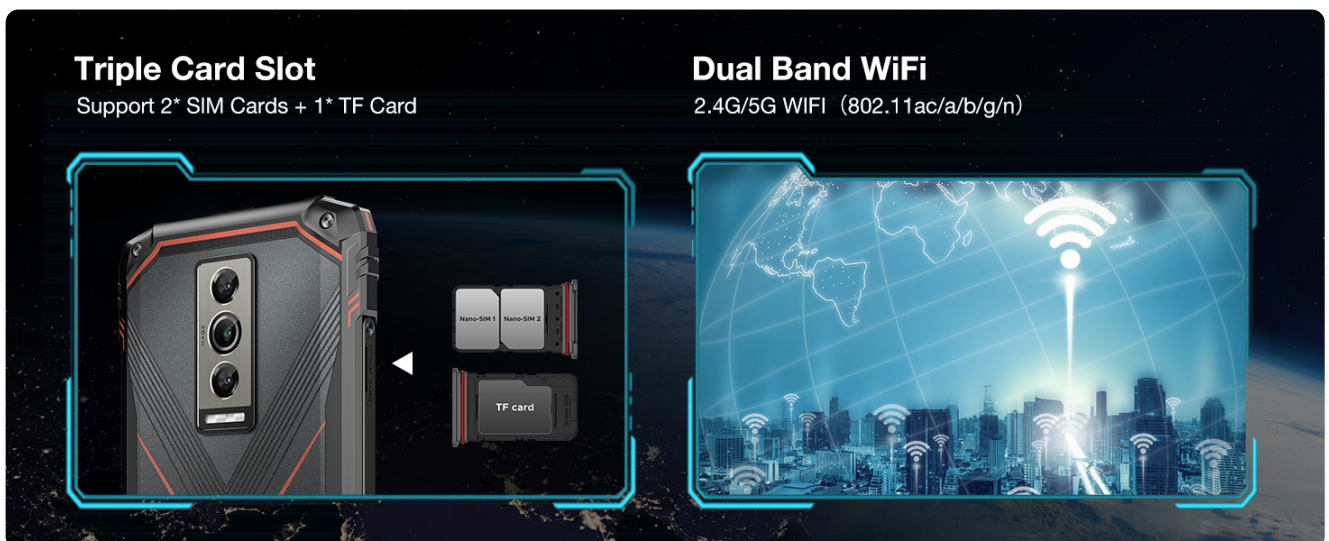 Triple Card Slot
Support 2* SIM Cards + 1* TF Card
Nano-SIM 1
Nano-SIM 2
TF card
Dual Band WiFi
2.4G/5G WIFI（802.11ac/a/b/g/n）